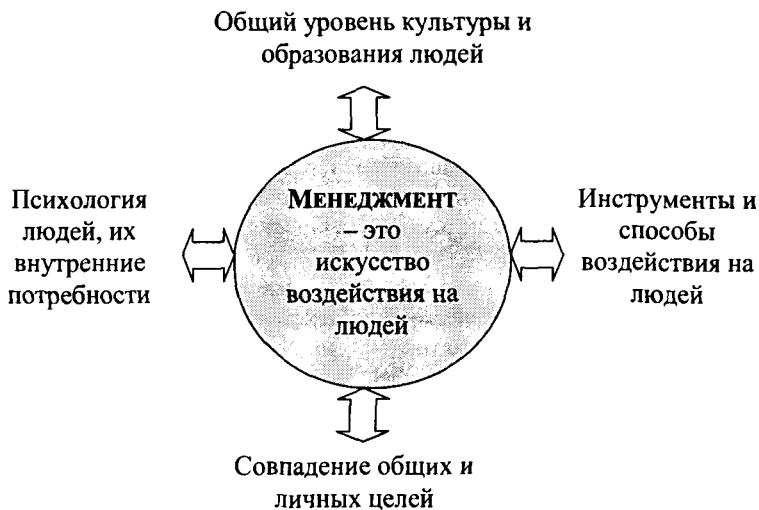 Общий уровень культуры и
образования людей
Психология
людей, их
внутренние
потребности
МЕНЕДЖМЕНТ
– это
искусство
воздействия на
людей
Инструменты и
способы
воздействия на
людей
Совпадение общих и
личных целей